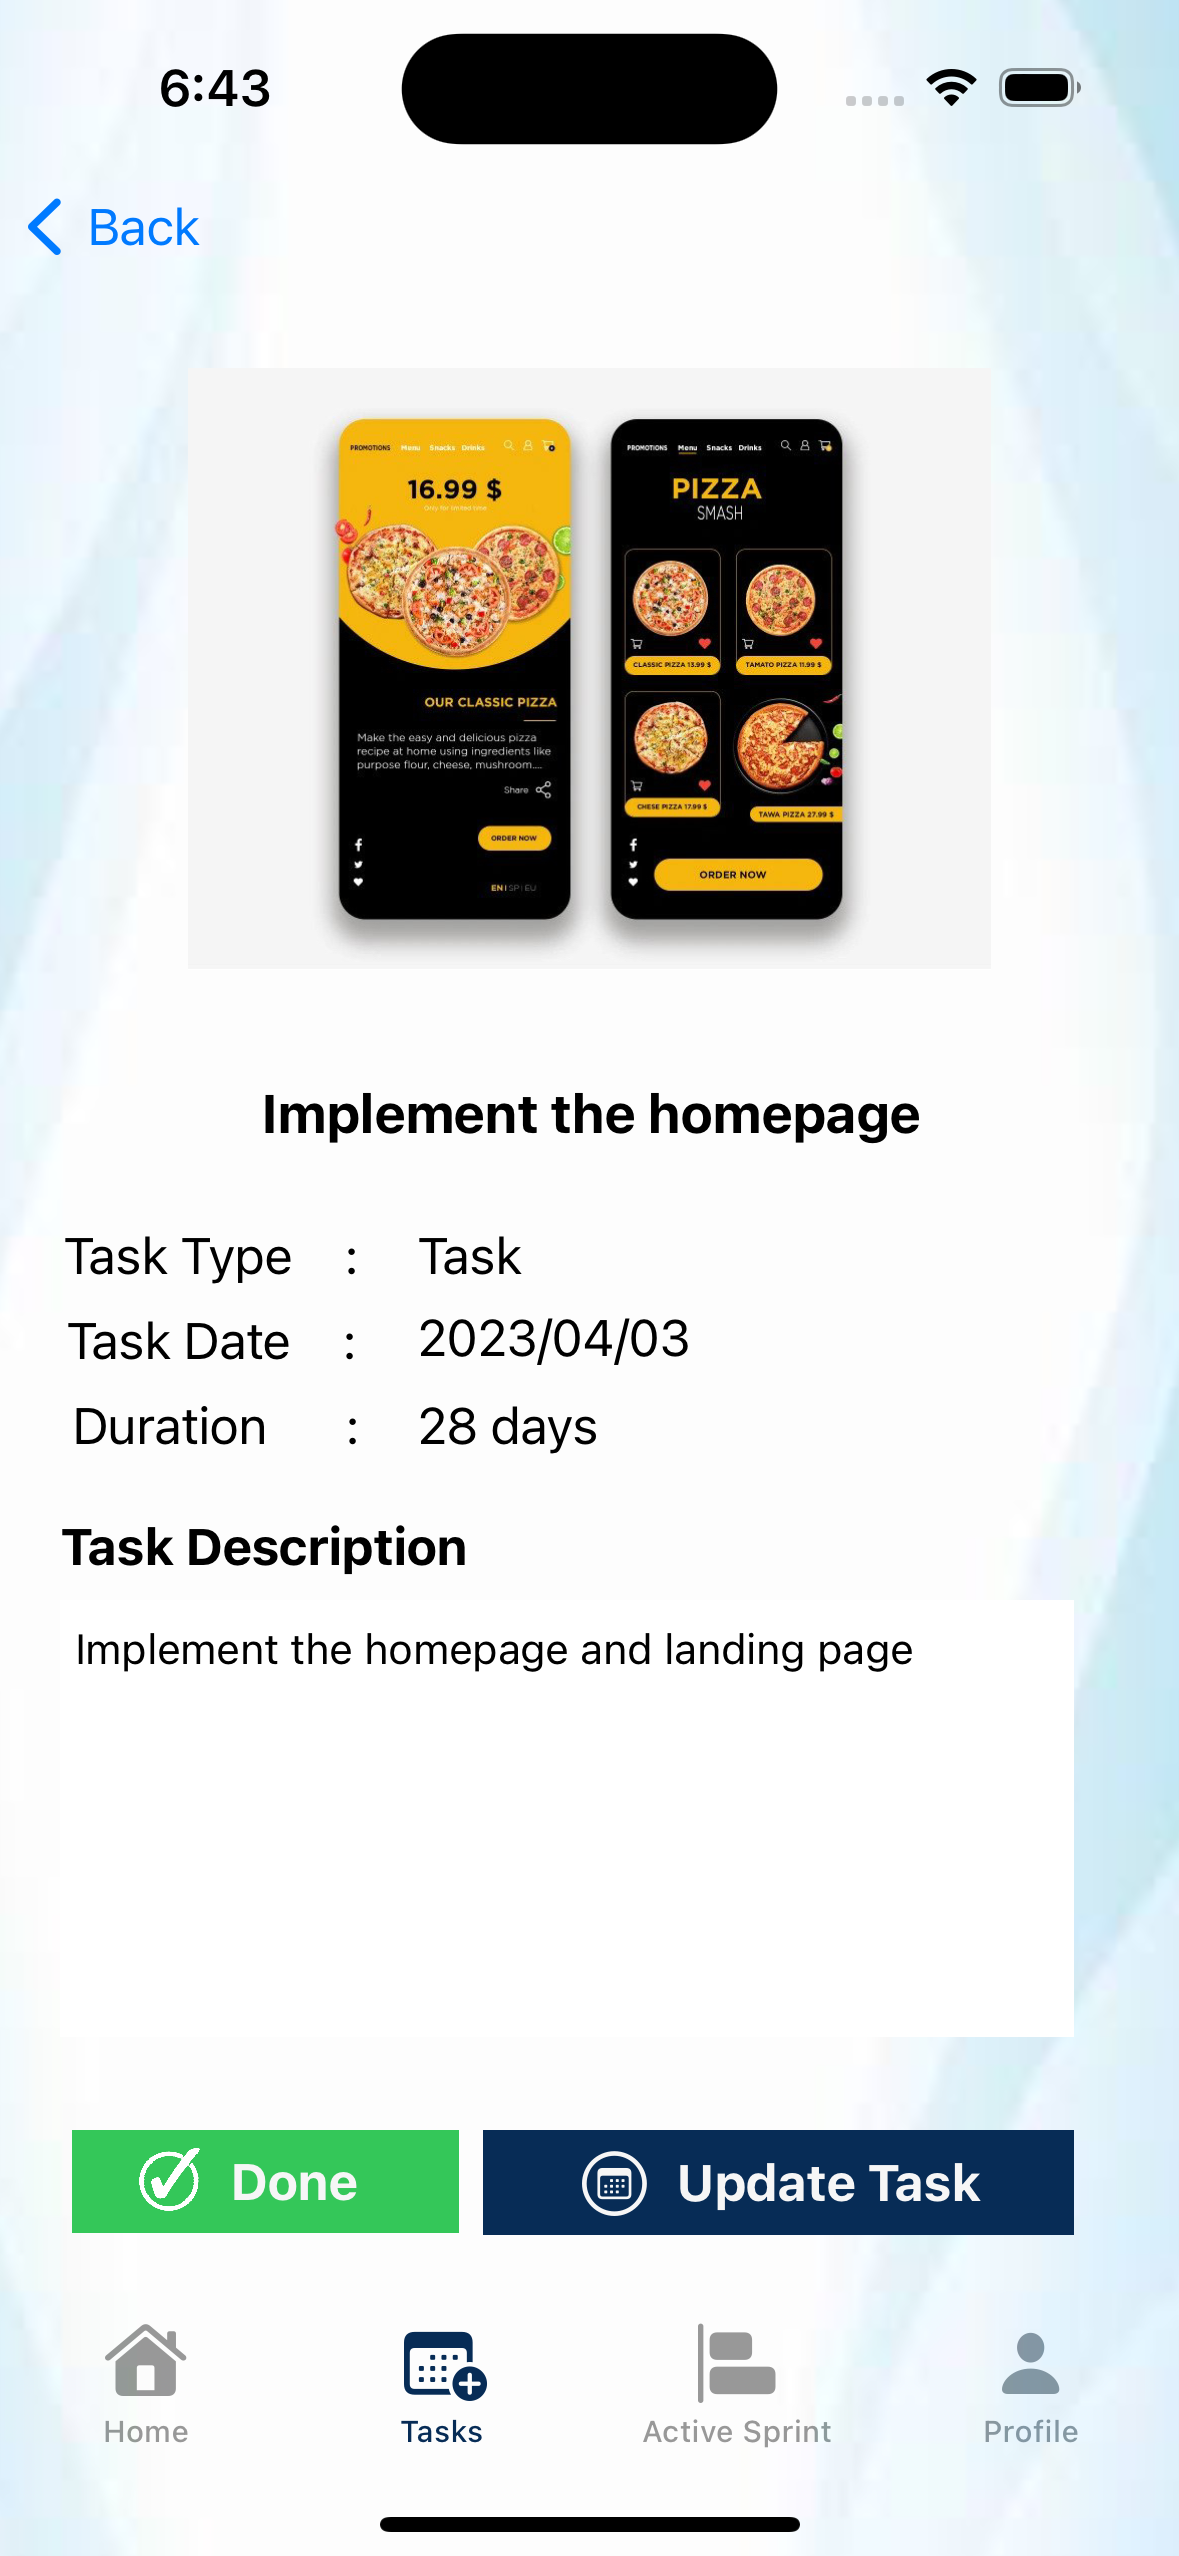 6:43
Back
PROMOTIONS Menu Snacks Drinks
16.99 $
Only for limited time
OUR CLASSIC PIZZA
Make the easy and delicious pizza
recipe at home using ingredients like
purpose flour, cheese, mushroom....
Share
ORDER NOW
EN | SP | EU
PROMOTIONS Menu Snacks Drinks
PIZZA
SMASH
CLASSIC PIZZA 13.99 $
TAMATO PIZZA 11.99 $
CHESE PIZZA 17.99 $
TAWA PIZZA 27.99 $
ORDER NOW
Implement the homepage
Task Type : Task
Task Date : 2023/04/03
Duration : 28 days
Task Description
Implement the homepage and landing page
Done
Update Task
Home
Tasks
Active Sprint
Profile